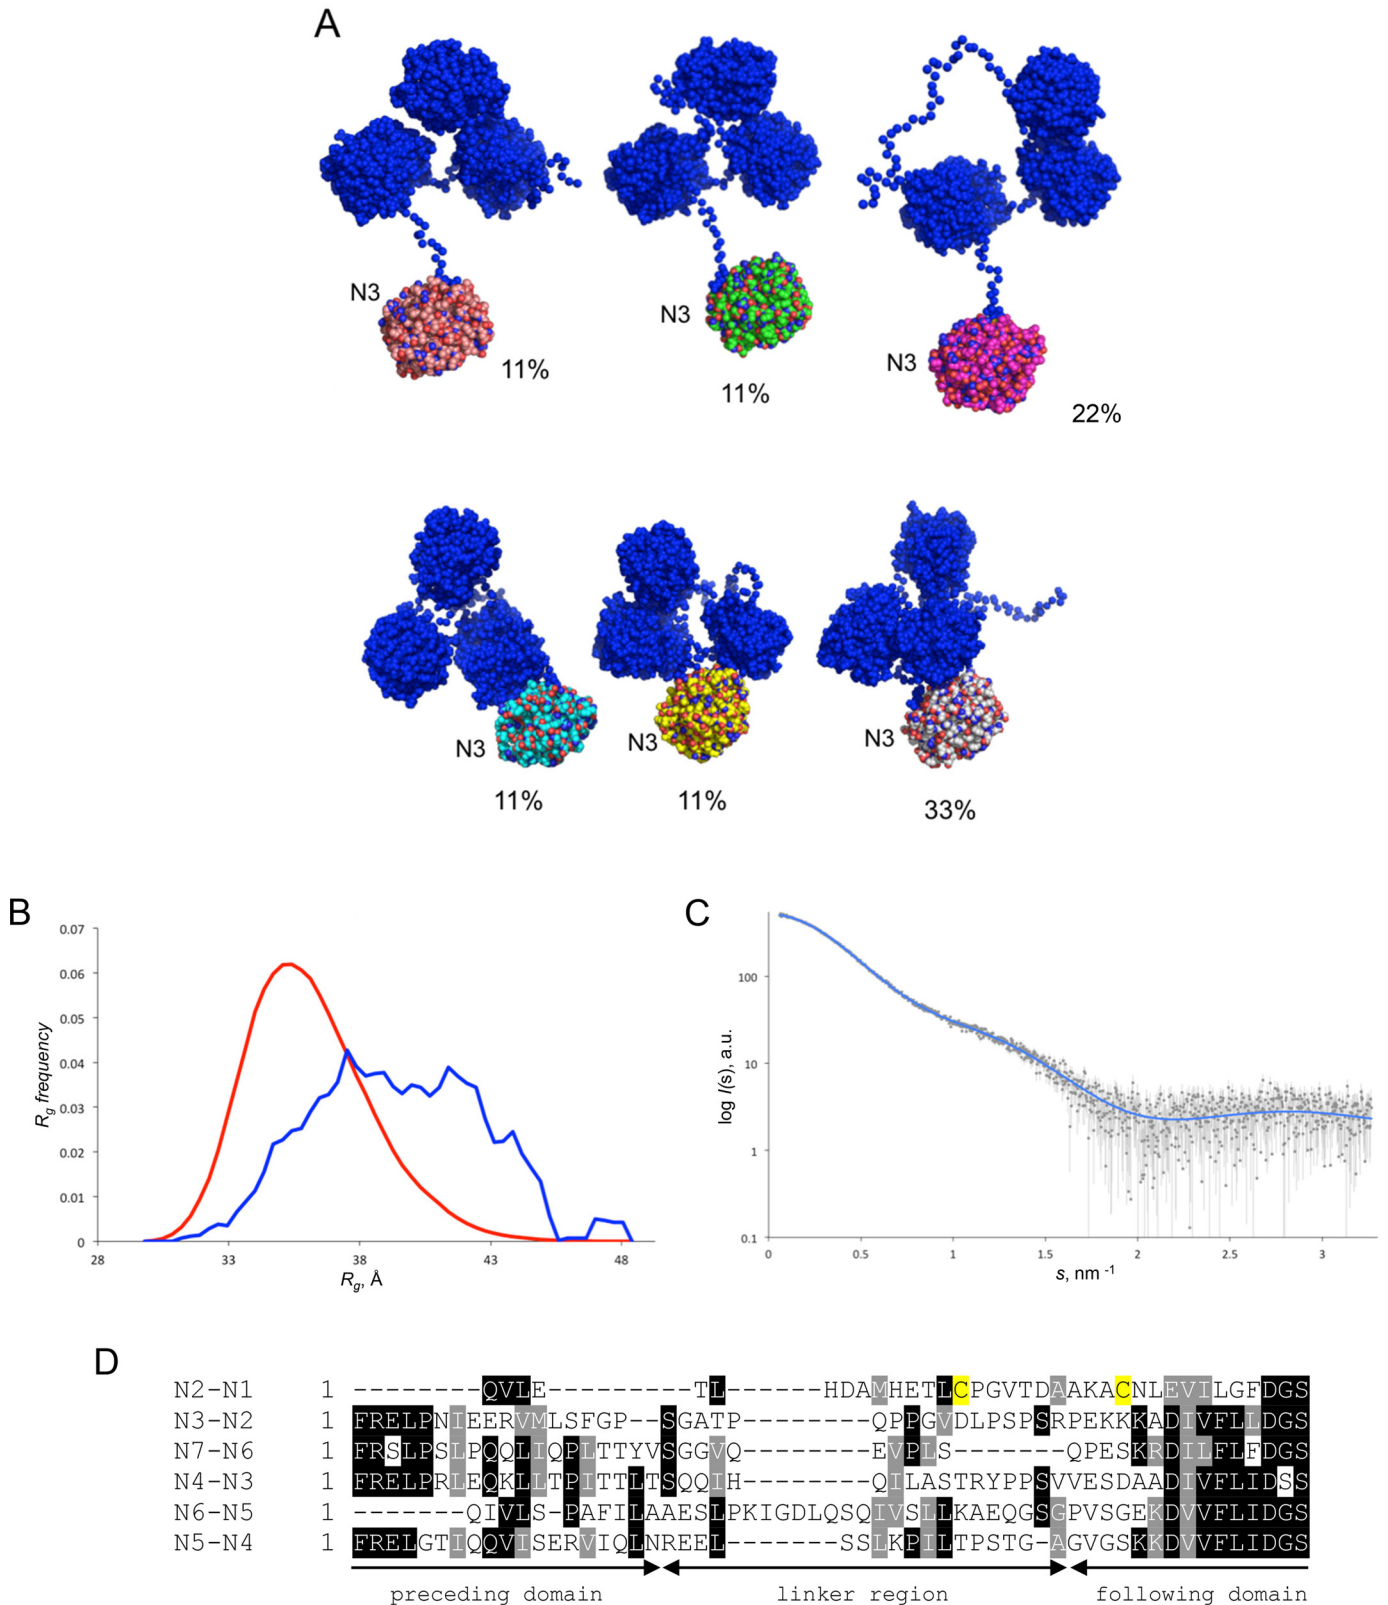 A
N3
11%
N3
11%
N3
22%
N3
11%
N3
11%
N3
33%
B
0.07
0.06
0.05
0.04
0.03
0.02
0.01
0
Rg frequency
28 33 38 43 48
Rg, Å
C
100
10
1
0.1
log I(s), a.u.
0 0.5 1 1.5 2 2.5 3
s, nm -1
D
N2-N1 1 --------QVLE---------TL------HDAMHETLCPGVTDAAKACNLEVILGFDGS
N3-N2 1 FRELPNIEERVMLSFGP--SGATP--------QPPGVDLPSPSRPEKKKADIVFLLDGS
N7-N6 1 FRSLPSLPQQLIQPLTTYVSGGVQ--------EVPLS-------QPESKRDILFLFDGS
N4-N3 1 FRELPRLEQKLLTPLTTLTSQQIH--------QILASTRYPPSVVESDAADIVFLIDSS
N6-N5 1 -------QIVLS-PAFILAAESLPKIGDLQSQIVSLLKAEQGSGPVSGEKDVVFLIDGS
N5-N4 1 FRELGTIQQVISERVIQLNREEL-------SSLKPILTPSTG-AGVGSKKDVVFLIDGS
preceding domain linker region following domain